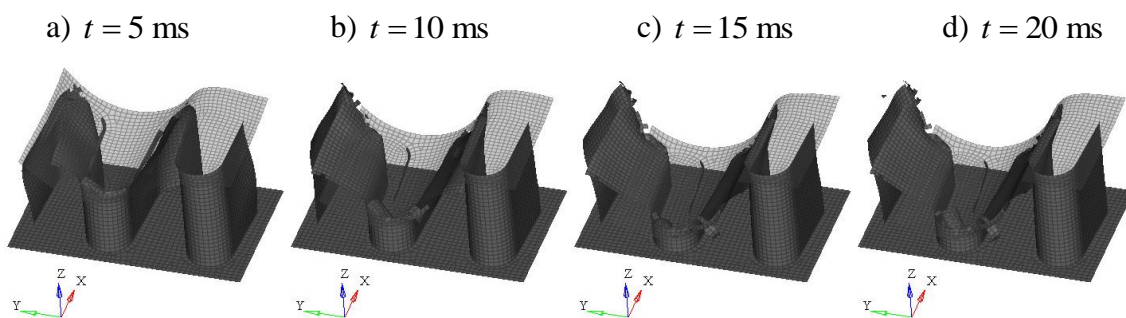 a) t = 5 ms b) t = 10 ms c) t = 15 ms d) t = 20 ms
Z X Y Z X Y Z X Y Z X Y